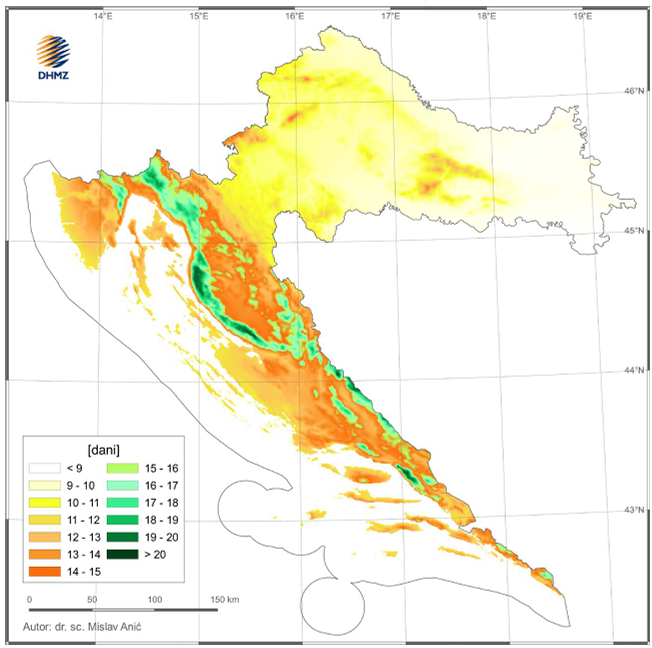 14°E 15°E 16°E 17°E 18°E 19°E
DHMZ
46°N
45°N
44°N
43°N
[dani]
< 9
9 - 10
10 - 11
11 - 12
12 - 13
13 - 14
14 - 15
15 - 16
16 - 17
17 - 18
18 - 19
19 - 20
> 20
0 50 100 150 km
Autor: dr. sc. Mislav Anić